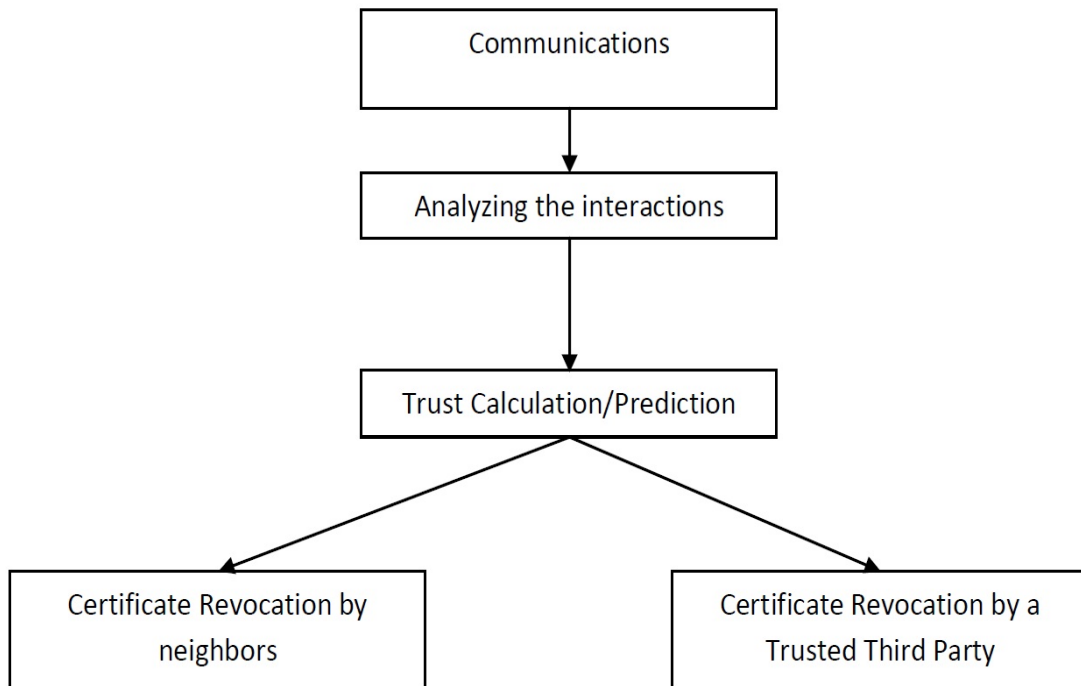 Communications
Analyzing the interactions
Trust Calculation/Prediction
Certificate Revocation by
neighbors
Certificate Revocation by a
Trusted Third Party